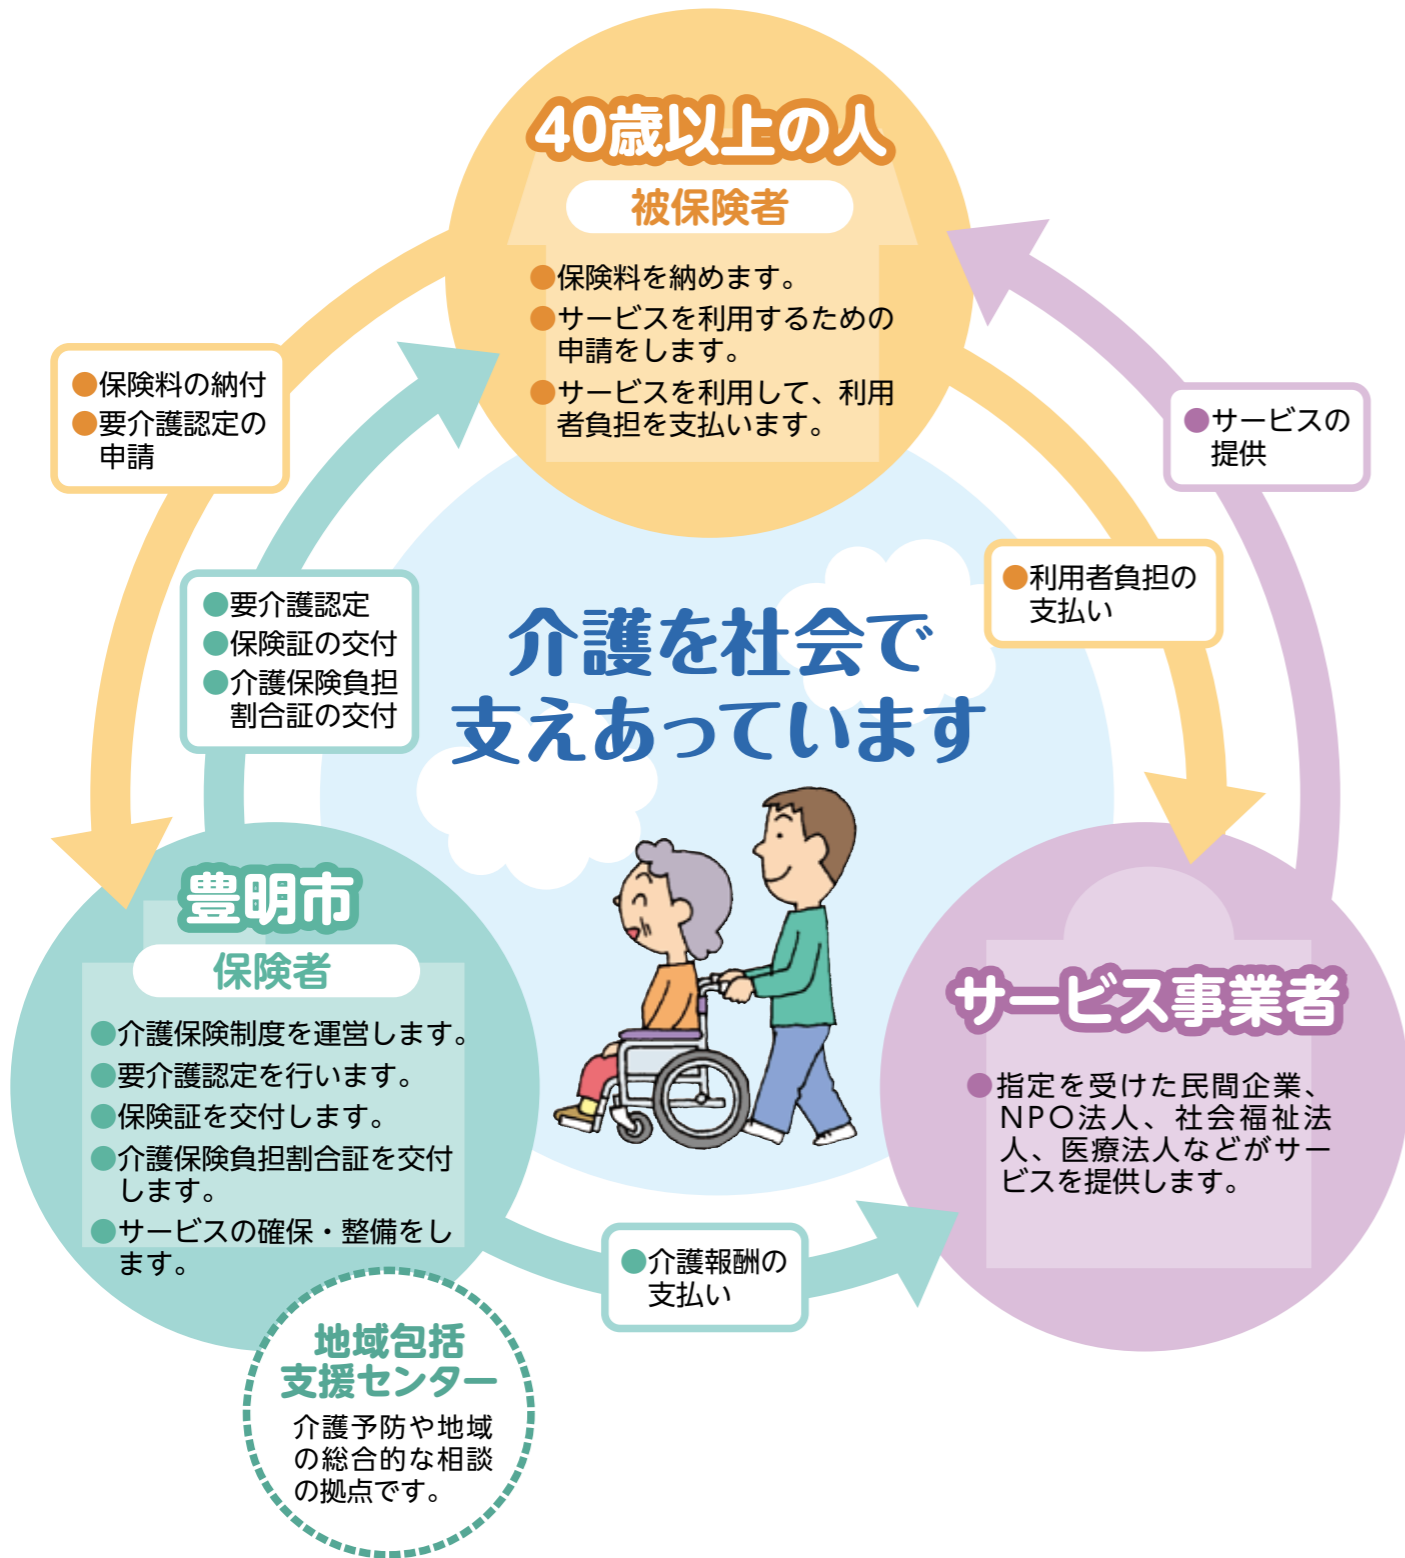 40歳以上の人
被保険者
●保険料を納めます。
●サービスを利用するための
申請をします。
●サービスを利用して、利用
者負担を支払います。
●保険料の納付
●要介護認定の
申請
●サービスの
提供
●要介護認定
●保険証の交付
●介護保険負担
割合証の交付
●利用者負担の
支払い
介護を社会で
支えあっています
豊明市
保険者
●介護保険制度を運営します。
●要介護認定を行います。
●保険証を交付します。
●介護保険負担割合証を交付
します。
●サービスの確保・整備をし
ます。
サービス事業者
●指定を受けた民間企業、
NPO法人、社会福祉法
人、医療法人などがサー
ビスを提供します。
●介護報酬の
支払い
地域包括
支援センター
介護予防や地域
の総合的な相談
の拠点です。